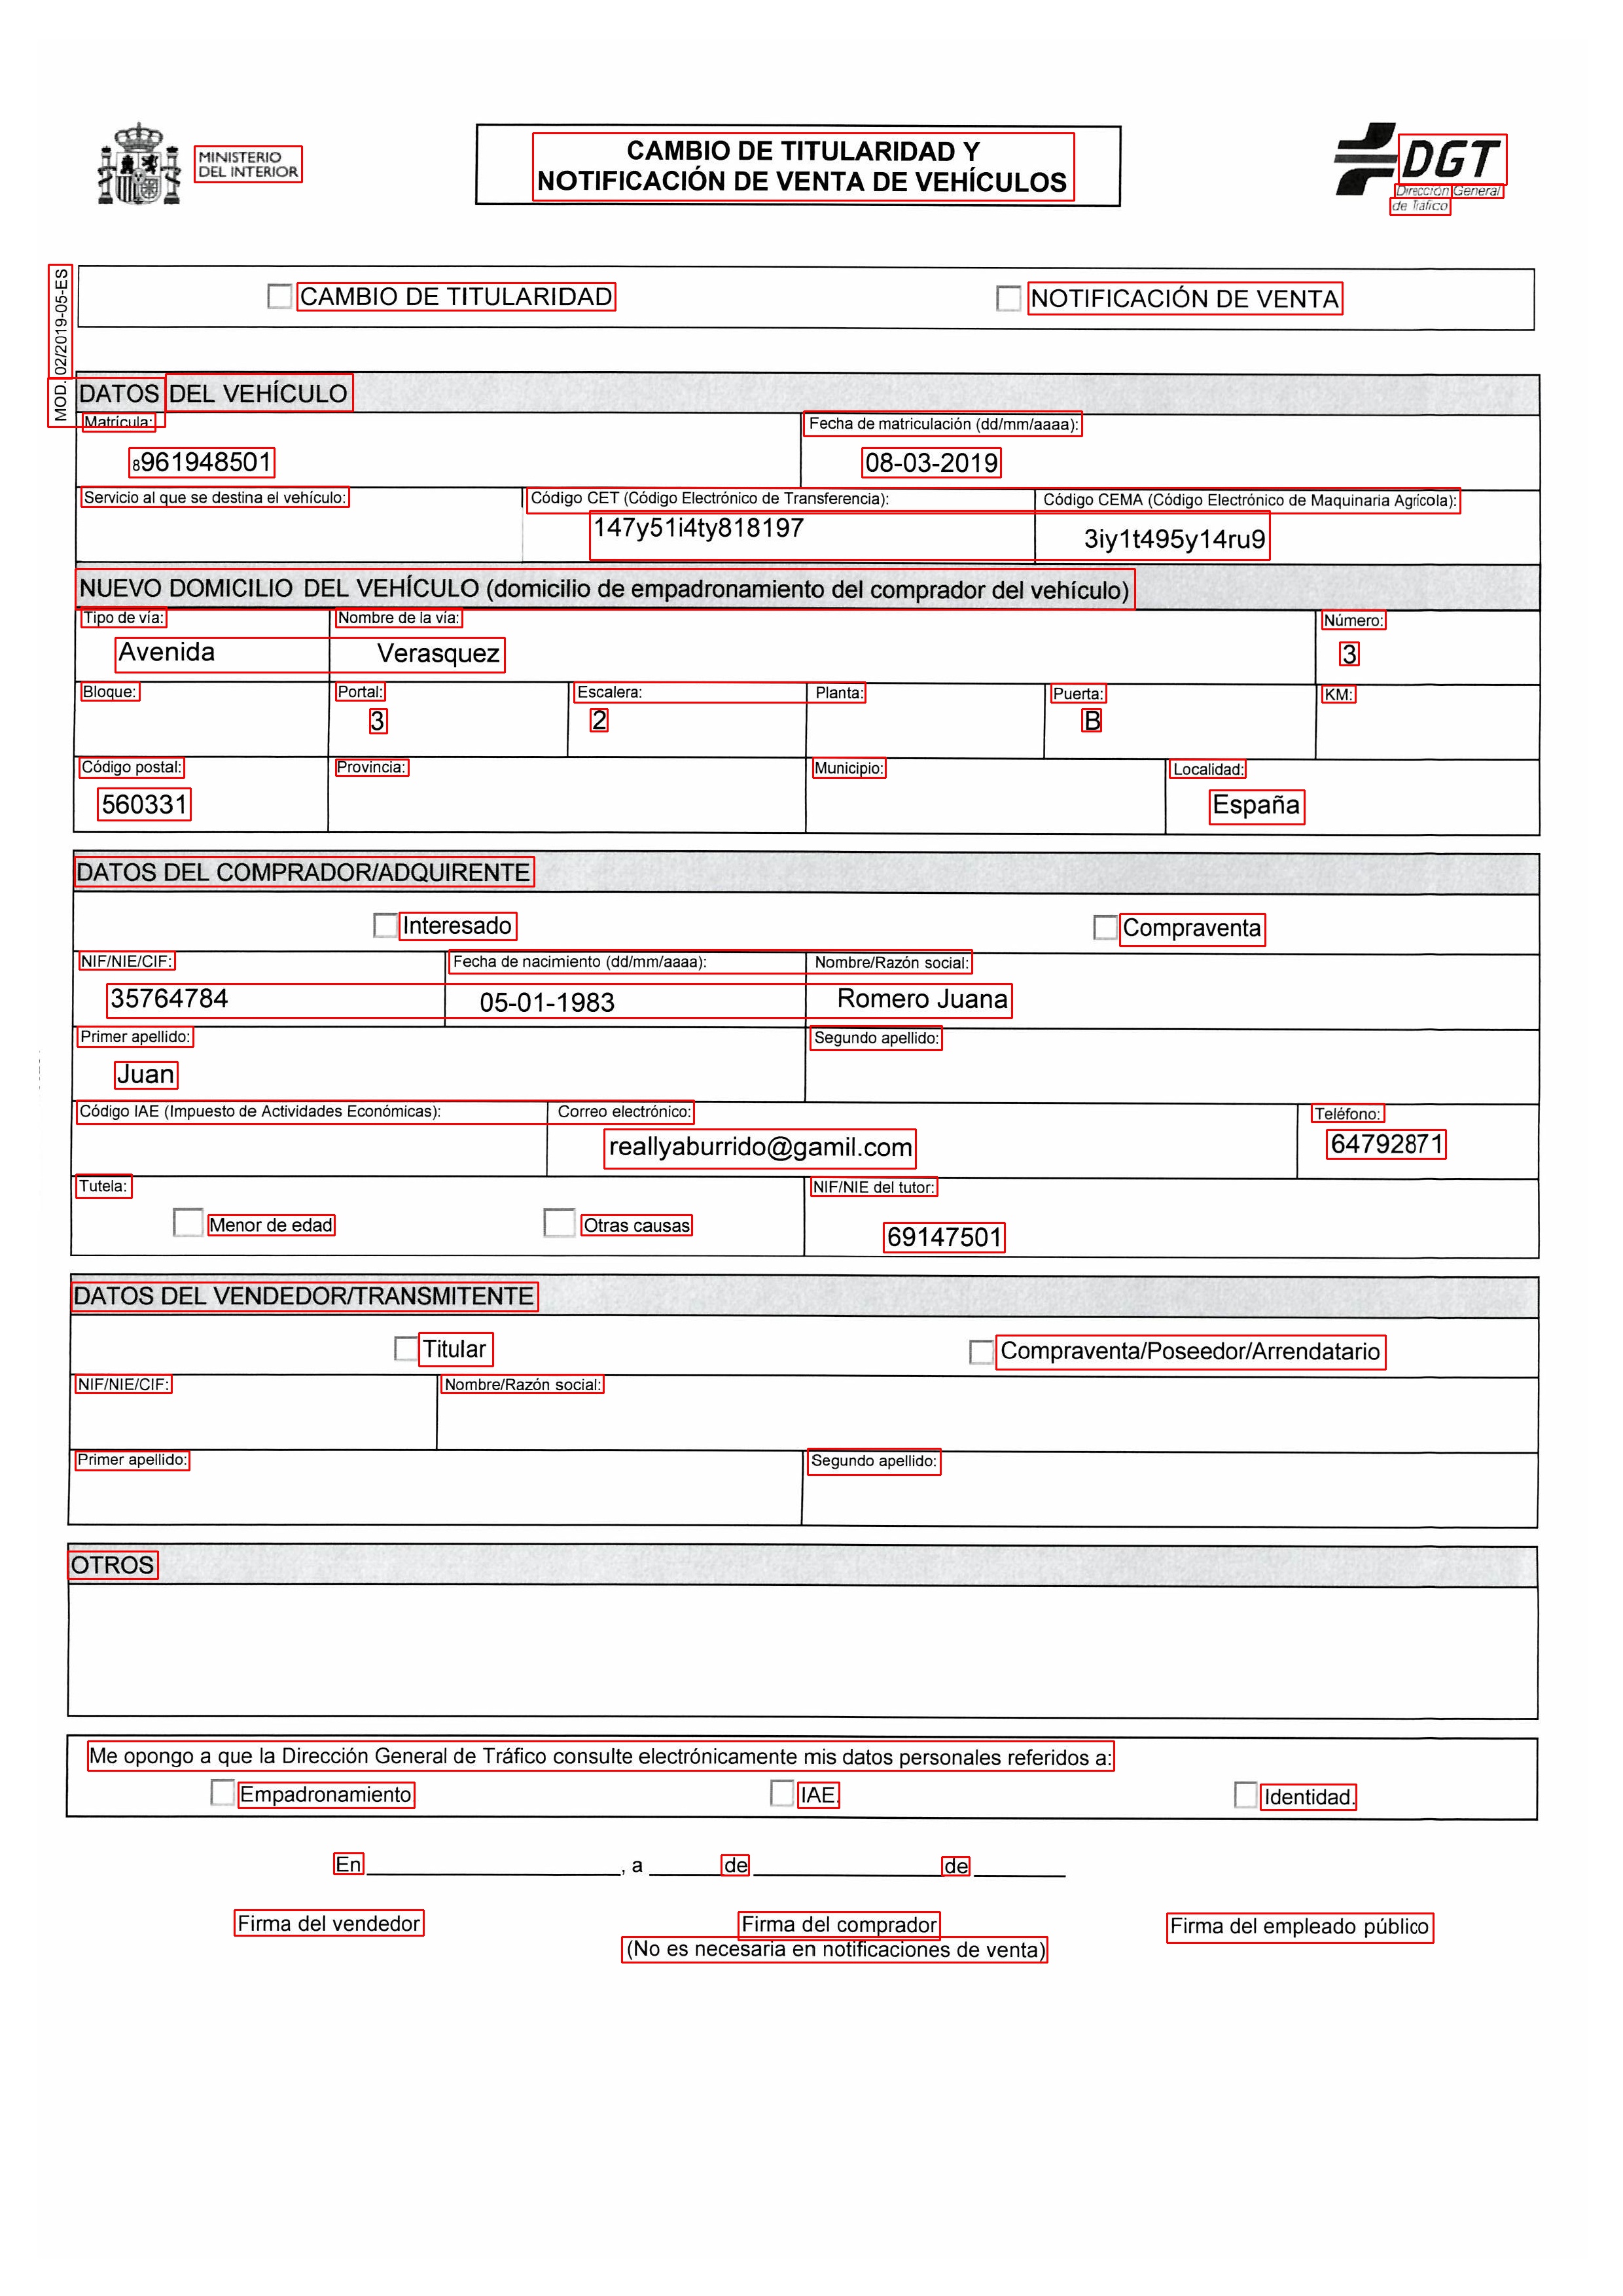 MINISTERIO
DEL INTERIOR
CAMBIO DE TITULARIDAD Y
NOTIFICACIÓN DE VENTA DE VEHÍCULOS
DGT
Dirección General
de Tráfico
MOD. 02/2019-05-ES
CAMBIO DE TITULARIDAD NOTIFICACIÓN DE VENTA
DATOS DEL VEHÍCULO
Matrícula: Fecha de matriculación (dd/mm/aaaa):
8961948501 08-03-2019
Servicio al que se destina el vehículo: Código CET (Código Electrónico de Transferencia): Código CEMA (Código Electrónico de Maquinaria Agrícola):
147y51i4ty818197 3iy1t495y14ru9
NUEVO DOMICILIO DEL VEHÍCULO (domicilio de empadronamiento del comprador del vehículo)
Tipo de vía: Nombre de la vía: Número:
Avenida Verasquez 3
Bloque: Portal: Escalera: Planta: Puerta: KM:
3 2 B
Código postal: Provincia: Municipio: Localidad:
560331 España
DATOS DEL COMPRADOR/ADQUIRENTE
Interesado Compraventa
NIF/NIE/CIF: Fecha de nacimiento (dd/mm/aaaa): Nombre/Razón social:
35764784 05-01-1983 Romero Juana
Primer apellido: Segundo apellido:
Juan
Código IAE (Impuesto de Actividades Económicas): Correo electrónico: Teléfono:
reallyaburrido@gamil.com 64792871
Tutela: NIF/NIE del tutor:
Menor de edad Otras causas 69147501
DATOS DEL VENDEDOR/TRANSMITENTE
Titular Compraventa/Poseedor/Arrendatario
NIF/NIE/CIF: Nombre/Razón social:
Primer apellido: Segundo apellido:
OTROS
Me opongo a que la Dirección General de Tráfico consulte electrónicamente mis datos personales referidos a:
Empadronamiento IAE. Identidad.
En , a de de
Firma del vendedor Firma del comprador Firma del empleado público
(No es necesaria en notificaciones de venta)